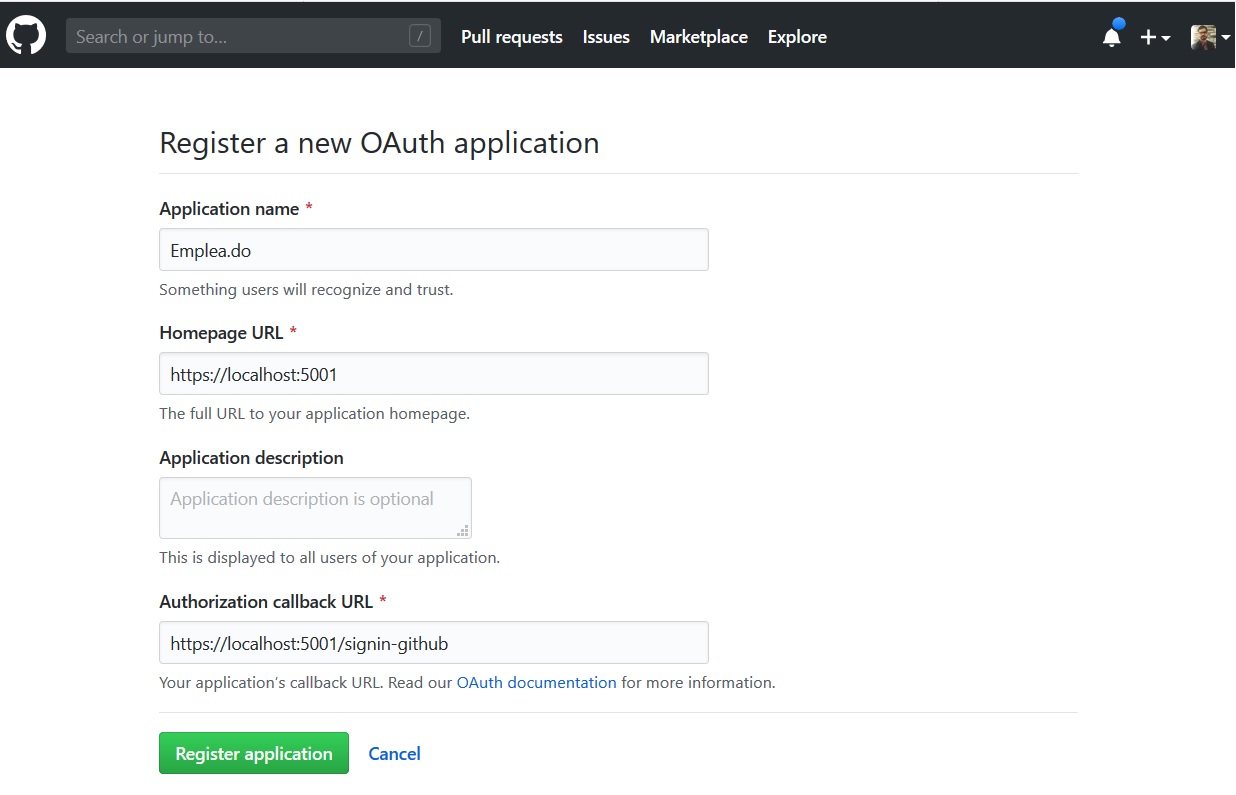 Search or jump to... /
Pull requests Issues Marketplace Explore
Register a new OAuth application
Application name *
Emplea.do
Something users will recognize and trust.
Homepage URL *
https://localhost:5001
The full URL to your application homepage.
Application description
Application description is optional
This is displayed to all users of your application.
Authorization callback URL *
https://localhost:5001/signin-github
Your application's callback URL. Read our OAuth documentation for more information.
Register application Cancel